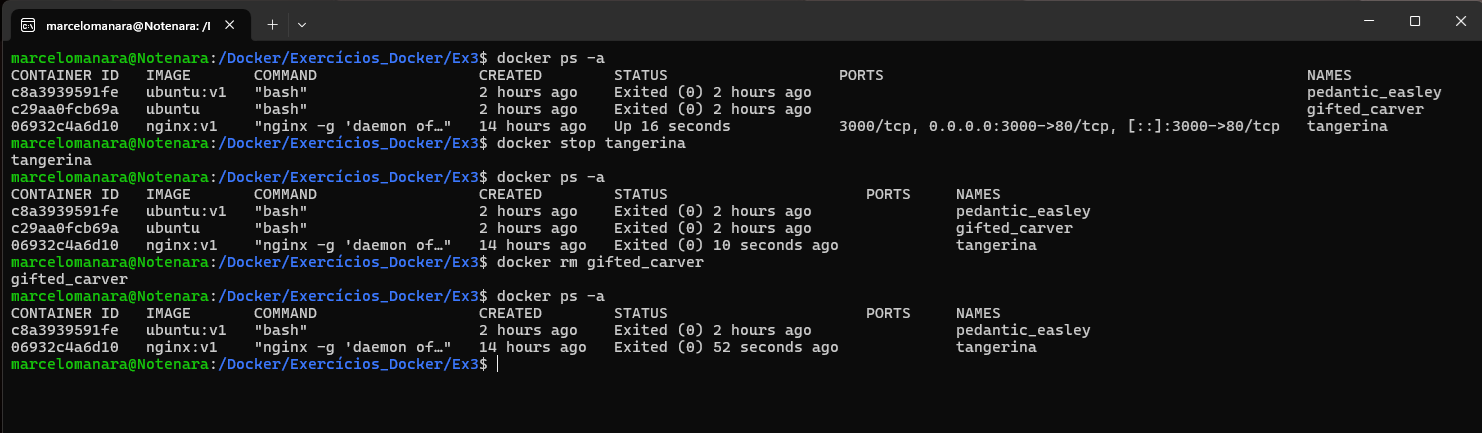 marcelomanara@Notenara: /I
marcelomanara@Notenara:/Docker/Exercícios_Docker/Ex3$ docker ps -a
CONTAINER ID   IMAGE       COMMAND                  CREATED        STATUS                   PORTS                                               NAMES
c8a3939591fe   ubuntu:v1   "bash"                   2 hours ago    Exited (0) 2 hours ago                                                       pedantic_easley
c29aa0fcb69a   ubuntu      "bash"                   2 hours ago    Exited (0) 2 hours ago                                                       gifted_carver
06932c4a6d10   nginx:v1    "nginx -g 'daemon of…"   14 hours ago   Up 16 seconds            3000/tcp, 0.0.0.0:3000->80/tcp, [::]:3000->80/tcp   tangerina
marcelomanara@Notenara:/Docker/Exercícios_Docker/Ex3$ docker stop tangerina
tangerina
marcelomanara@Notenara:/Docker/Exercícios_Docker/Ex3$ docker ps -a
CONTAINER ID   IMAGE       COMMAND                  CREATED        STATUS                      PORTS     NAMES
c8a3939591fe   ubuntu:v1   "bash"                   2 hours ago    Exited (0) 2 hours ago                pedantic_easley
c29aa0fcb69a   ubuntu      "bash"                   2 hours ago    Exited (0) 2 hours ago                gifted_carver
06932c4a6d10   nginx:v1    "nginx -g 'daemon of…"   14 hours ago   Exited (0) 10 seconds ago             tangerina
marcelomanara@Notenara:/Docker/Exercícios_Docker/Ex3$ docker rm gifted_carver
gifted_carver
marcelomanara@Notenara:/Docker/Exercícios_Docker/Ex3$ docker ps -a
CONTAINER ID   IMAGE       COMMAND                  CREATED        STATUS                      PORTS     NAMES
c8a3939591fe   ubuntu:v1   "bash"                   2 hours ago    Exited (0) 2 hours ago                pedantic_easley
06932c4a6d10   nginx:v1    "nginx -g 'daemon of…"   14 hours ago   Exited (0) 52 seconds ago             tangerina
marcelomanara@Notenara:/Docker/Exercícios_Docker/Ex3$